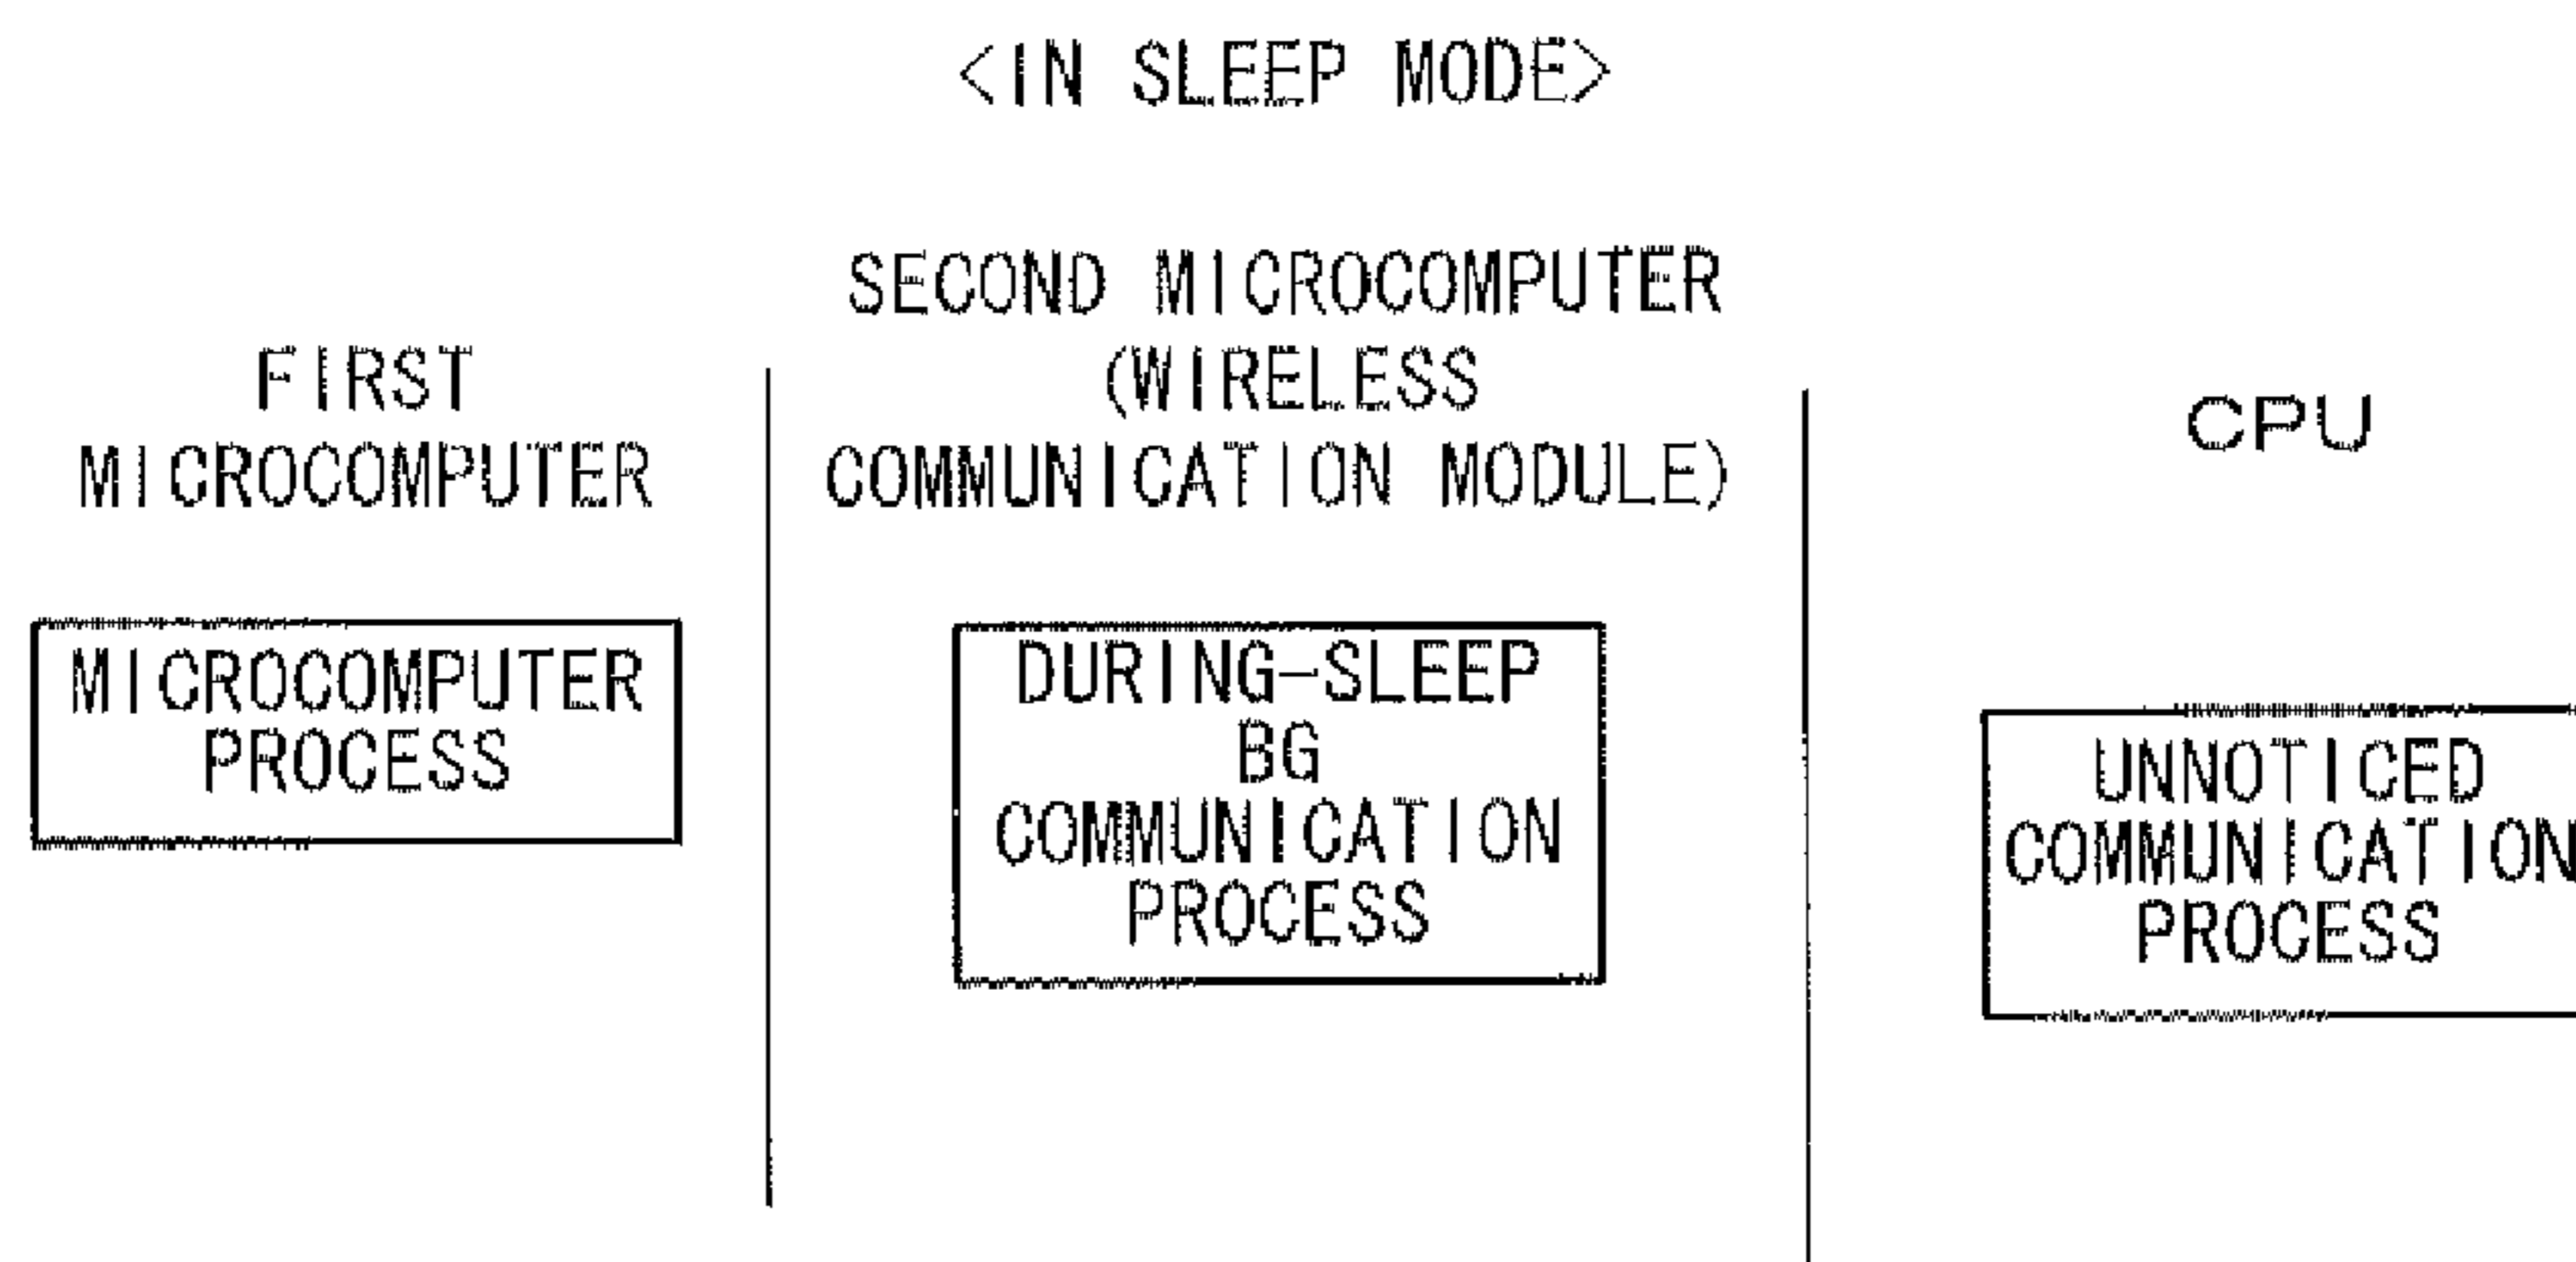 <IN SLEEP MODE>
FIRST
MICROCOMPUTER
SECOND MICROCOMPUTER
(WIRELESS
COMMUNICATION MODULE)
CPU
MICROCOMPUTER
PROCESS
DURING-SLEEP
BG
COMMUNICATION
PROCESS
UNNOTICED
COMMUNICATION
PROCESS